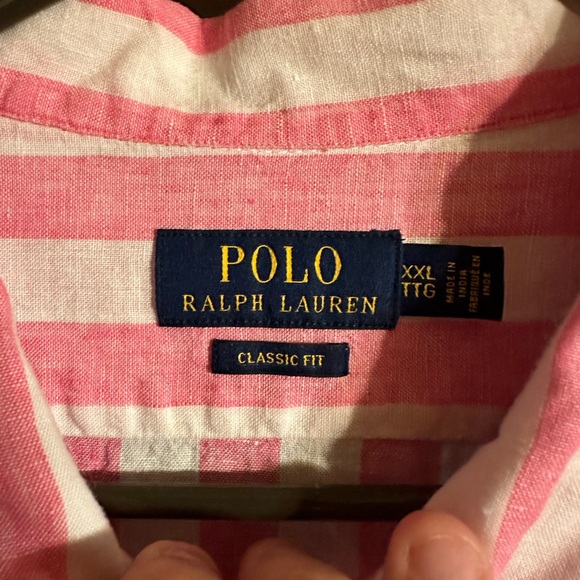 POLO
RALPH LAUREN
XXL
TTG
MADE IN
INDIA
FABRIQUÉ EN
INDE
CLASSIC FIT